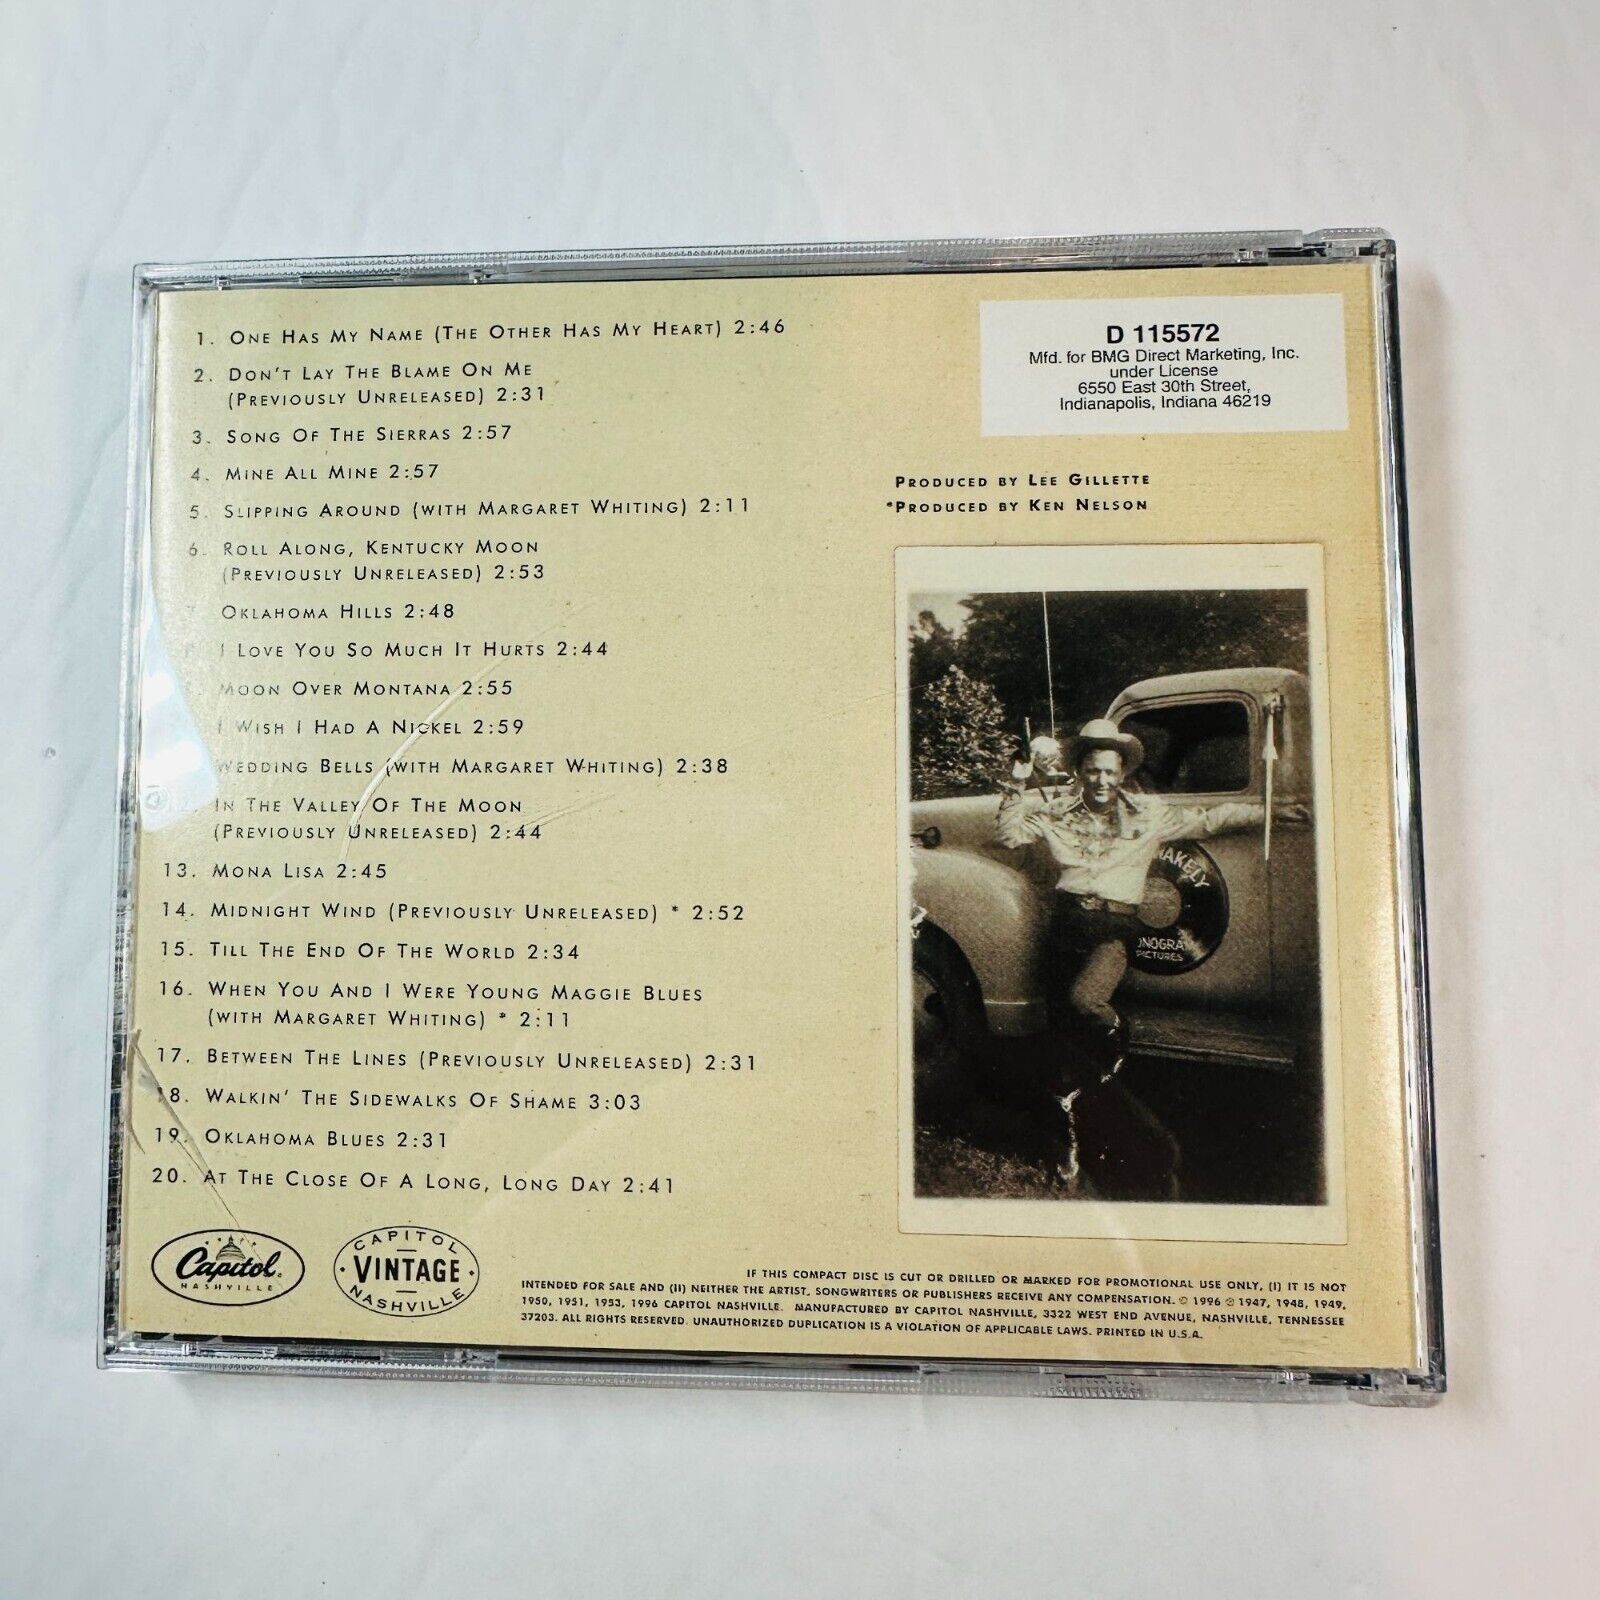 1. One Has My Name (The Other Has My Heart) 2:46
2. Don't Lay The Blame On Me
(Previously Unreleased) 2:31
3. Song Of The Sierras 2:57
4. Mine All Mine 2:57
5. Slipping Around (with Margaret Whiting) 2:11
6. Roll Along, Kentucky Moon
(Previously Unreleased) 2:53
7. Oklahoma Hills 2:48
I Love You So Much It Hurts 2:44
Moon Over Montana 2:55
I Wish I Had A Nickel 2:59
Wedding Bells (with Margaret Whiting) 2:38
2. In The Valley Of The Moon
(Previously Unreleased) 2:44
13. Mona Lisa 2:45
14. Midnight Wind (Previously Unreleased) * 2:52
15. Till The End Of The World 2:34
16. When You And I Were Young Maggie Blues
(with Margaret Whiting) * 2:11
17. Between The Lines (Previously Unreleased) 2:31
18. Walkin' The Sidewalks Of Shame 3:03
19. Oklahoma Blues 2:31
20. At The Close Of A Long, Long Day 2:41
D 115572
Mfd. for BMG Direct Marketing, Inc.
under License
6550 East 30th Street,
Indianapolis, Indiana 46219
Produced by Lee Gillette
*Produced by Ken Nelson
HAKELY
ONOGRA
PICTURES
Capitol®
NASHVILLE
CAPITOL
• VINTAGE •
NASHVILLE
IF THIS COMPACT DISC IS CUT OR DRILLED OR MARKED FOR PROMOTIONAL USE ONLY, (I) IT IS NOT
INTENDED FOR SALE AND (II) NEITHER THE ARTIST, SONGWRITERS OR PUBLISHERS RECEIVE ANY COMPENSATION. © 1996 ℗ 1947, 1948, 1949,
1950, 1951, 1953, 1996 CAPITOL NASHVILLE. MANUFACTURED BY CAPITOL NASHVILLE, 3322 WEST END AVENUE, NASHVILLE, TENNESSEE
37203. ALL RIGHTS RESERVED. UNAUTHORIZED DUPLICATION IS A VIOLATION OF APPLICABLE LAWS. PRINTED IN U.S.A.